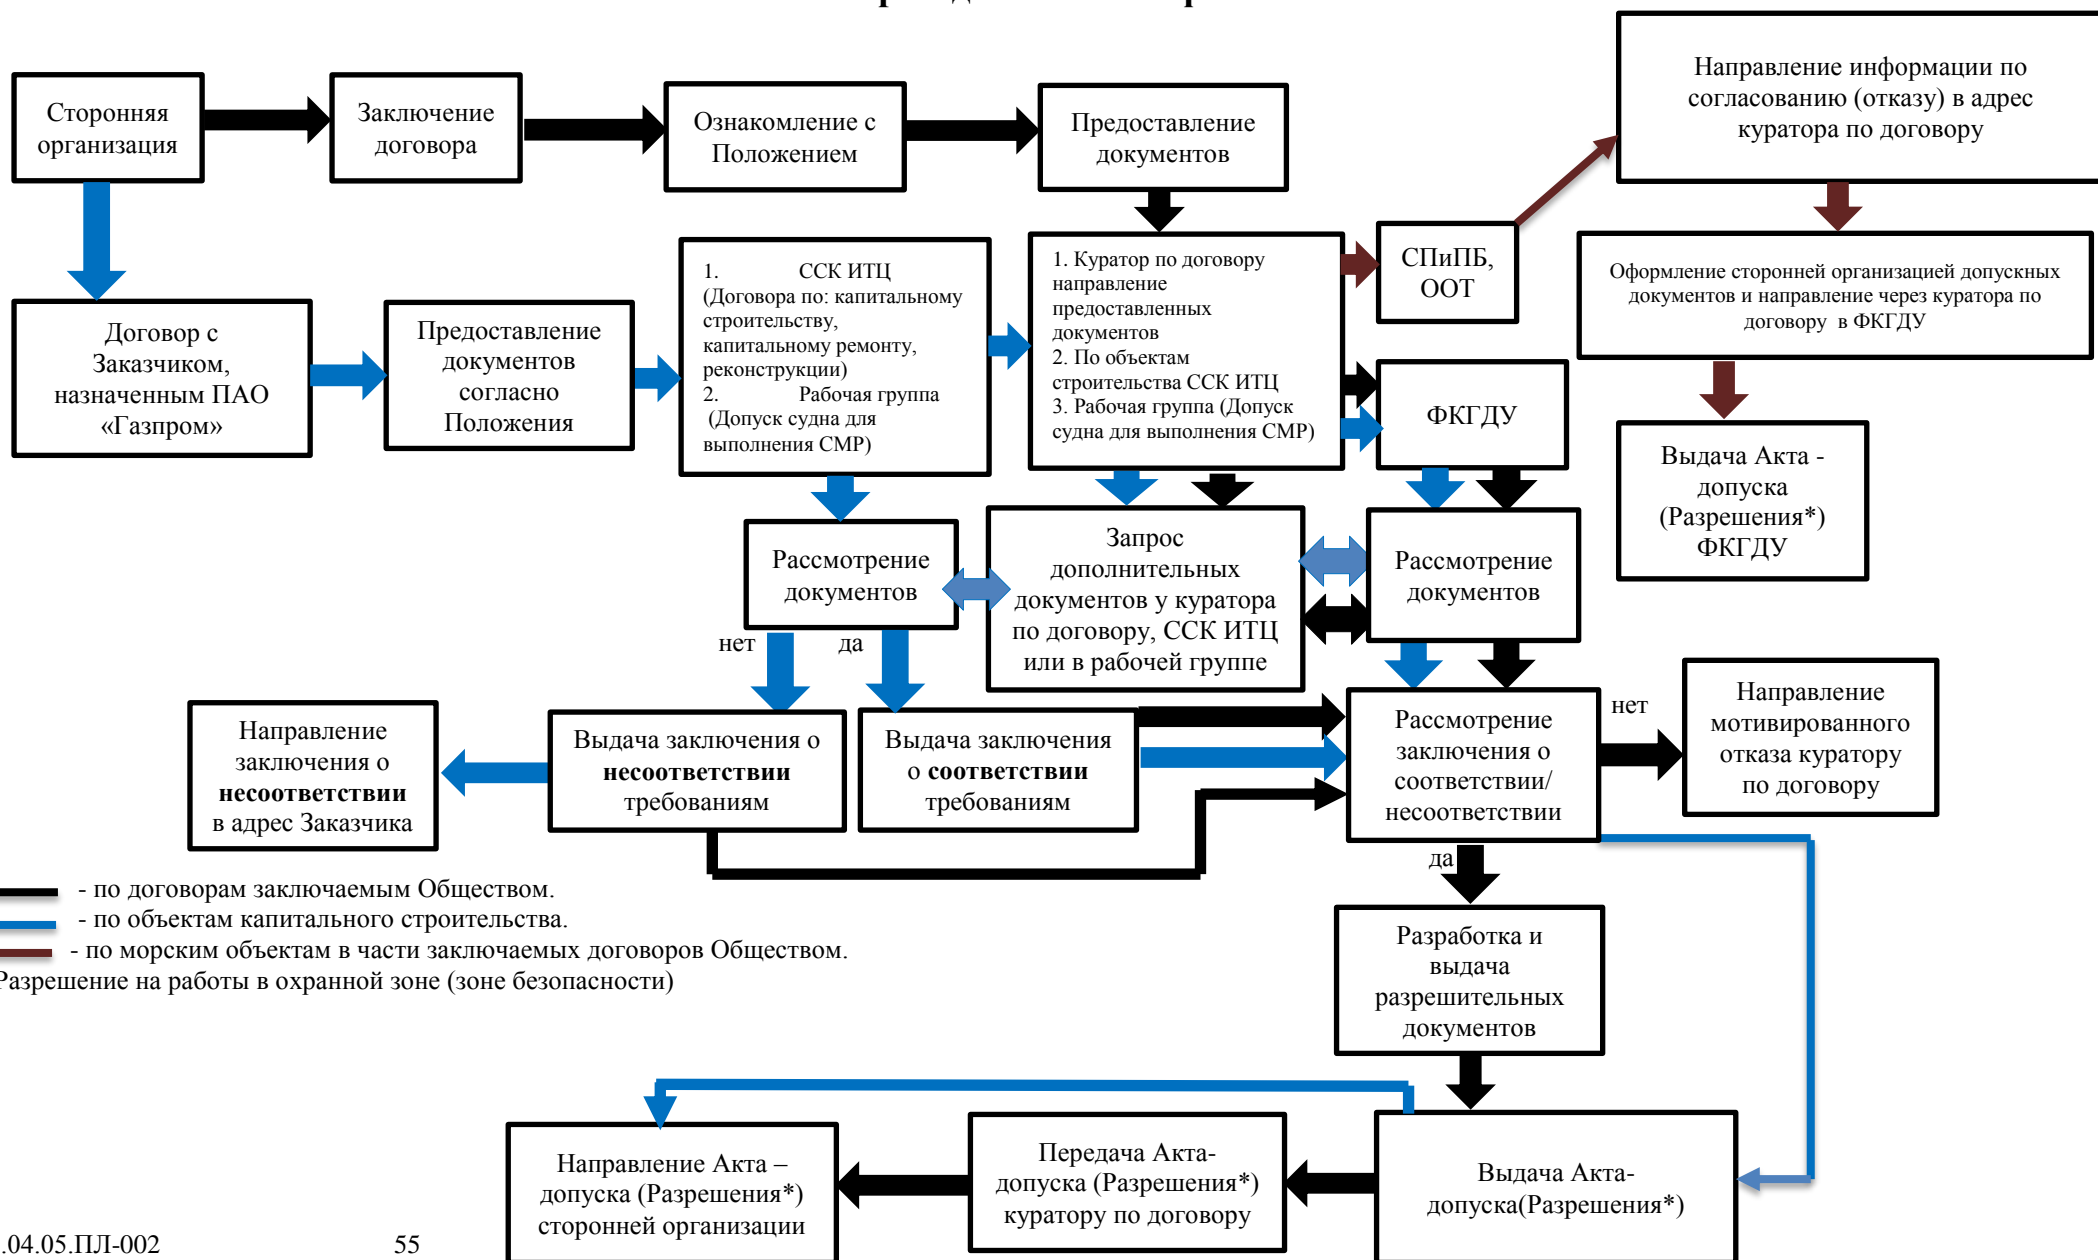 Сторонняя
организация
Заключение
договора
Ознакомление с
Положением
Предоставление
документов
Направление информации по
согласованию (отказу) в адрес
куратора по договору
Договор с
Заказчиком,
назначенным ПАО
«Газпром»
Предоставление
документов
согласно
Положения
1. ССК ИТЦ
(Договора по: капитальному
строительству,
капитальному ремонту,
реконструкции)
2. Рабочая группа
(Допуск судна для
выполнения СМР)
1. Куратор по договору
направление
предоставленных
документов
2. По объектам
строительства ССК ИТЦ
3. Рабочая группа (Допуск
судна для выполнения СМР)
СПиПБ,
ООТ
ФКГДУ
Оформление сторонней организацией допускных
документов и направление через куратора по
договору в ФКГДУ
Выдача Акта -
допуска
(Разрешения*)
ФКГДУ
Рассмотрение
документов
Запрос
дополнительных
документов у куратора
по договору, ССК ИТЦ
или в рабочей группе
Рассмотрение
документов
нет
да
Направление
заключения о
несоответствии
в адрес Заказчика
Выдача заключения о
несоответствии
требованиям
Выдача заключения
о соответствии
требованиям
Рассмотрение
заключения о
соответствии/
несоответствии
нет
Направление
мотивированного
отказа куратору
по договору
да
- по договорам заключаемым Обществом.
- по объектам капитального строительства.
- по морским объектам в части заключаемых договоров Обществом.
Разрешение на работы в охранной зоне (зоне безопасности)
Разработка и
выдача
разрешительных
документов
Направление Акта –
допуска (Разрешения*)
сторонней организации
Передача Акта-
допуска (Разрешения*)
куратору по договору
Выдача Акта-
допуска(Разрешения*)
.04.05.ПЛ-002
55